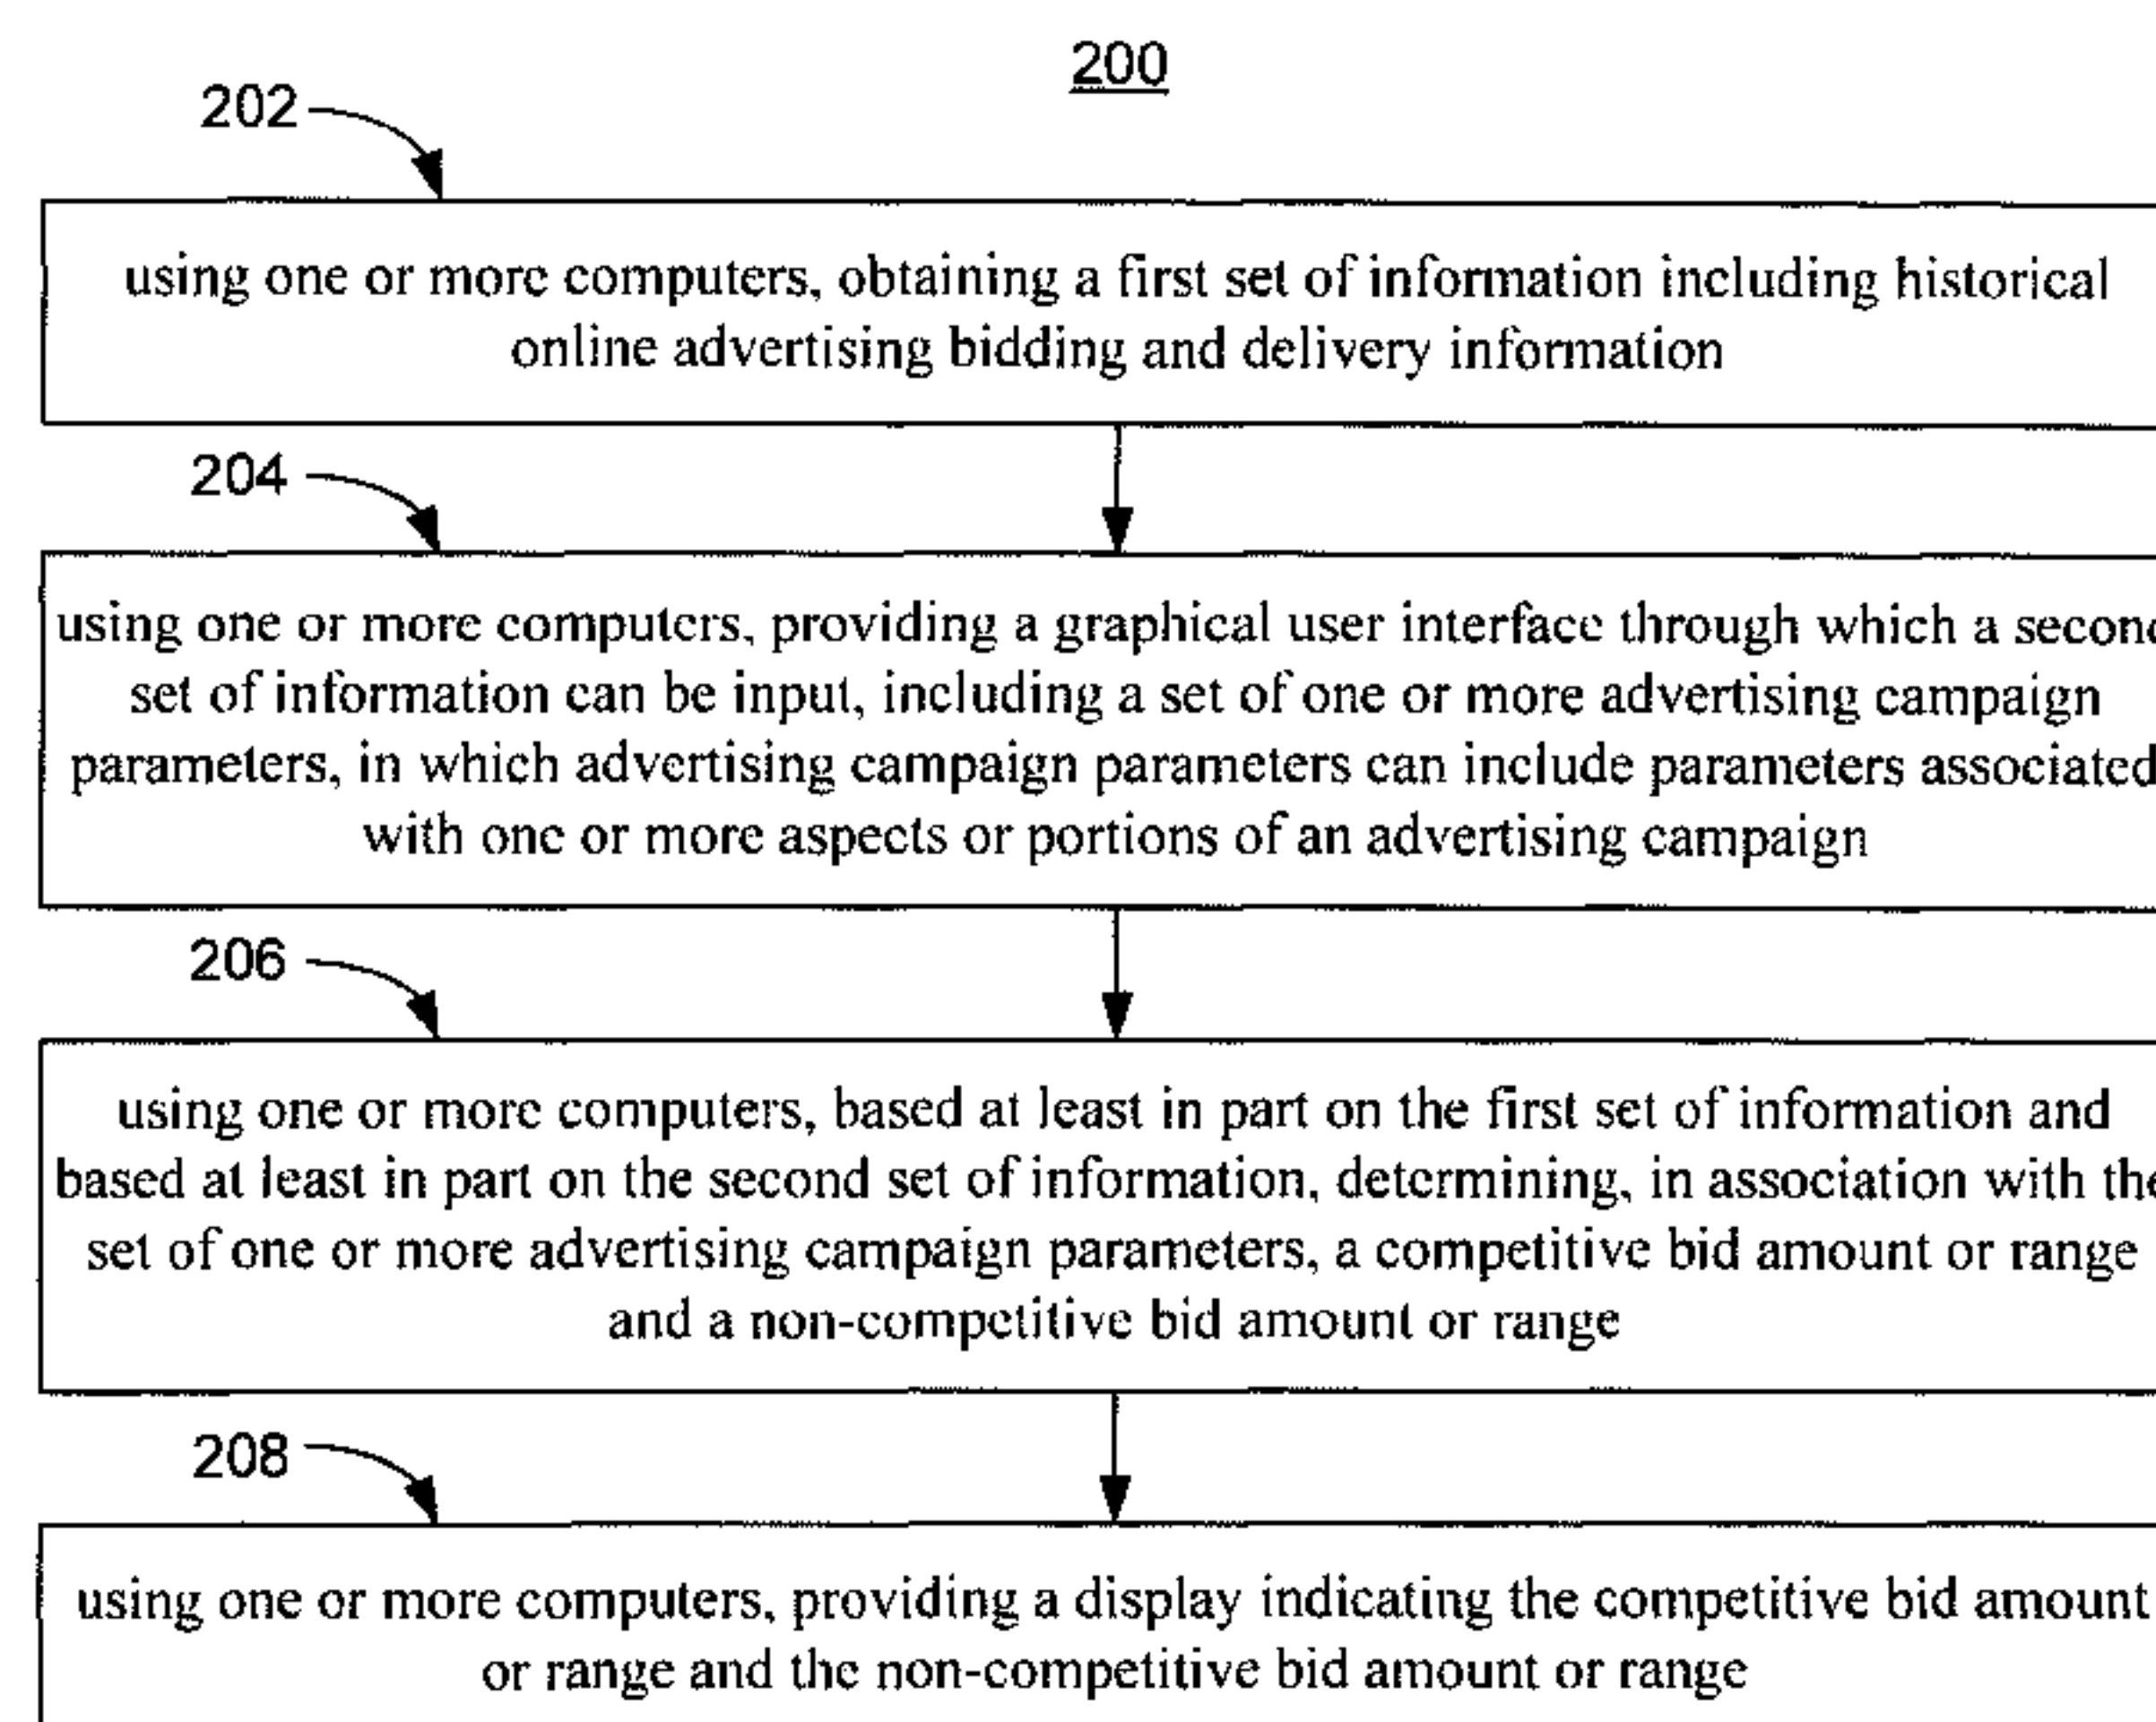 200
202
using one or more computers, obtaining a first set of information including historical
online advertising bidding and delivery information
204
using one or more computers, providing a graphical user interface through which a second
set of information can be input, including a set of one or more advertising campaign
parameters, in which advertising campaign parameters can include parameters associated
with one or more aspects or portions of an advertising campaign
206
using one or more computers, based at least in part on the first set of information and
based at least in part on the second set of information, determining, in association with the
set of one or more advertising campaign parameters, a competitive bid amount or range
and a non-competitive bid amount or range
208
using one or more computers, providing a display indicating the competitive bid amount
or range and the non-competitive bid amount or range